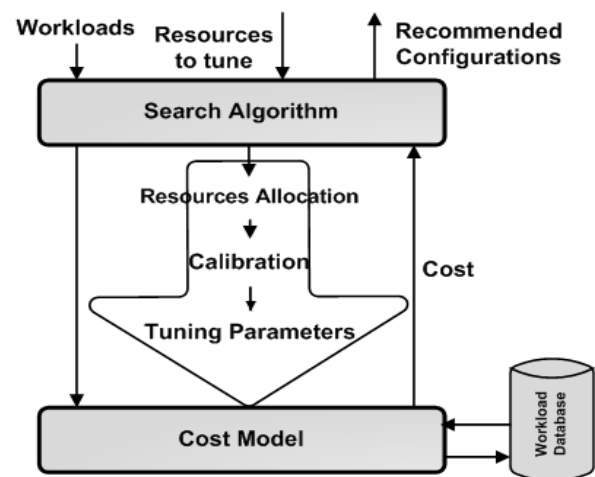 Workloads
Resources
to tune
Recommended
Configurations
Search Algorithm
Resources Allocation
Calibration
Cost
Tuning Parameters
Cost Model
Workload
Database